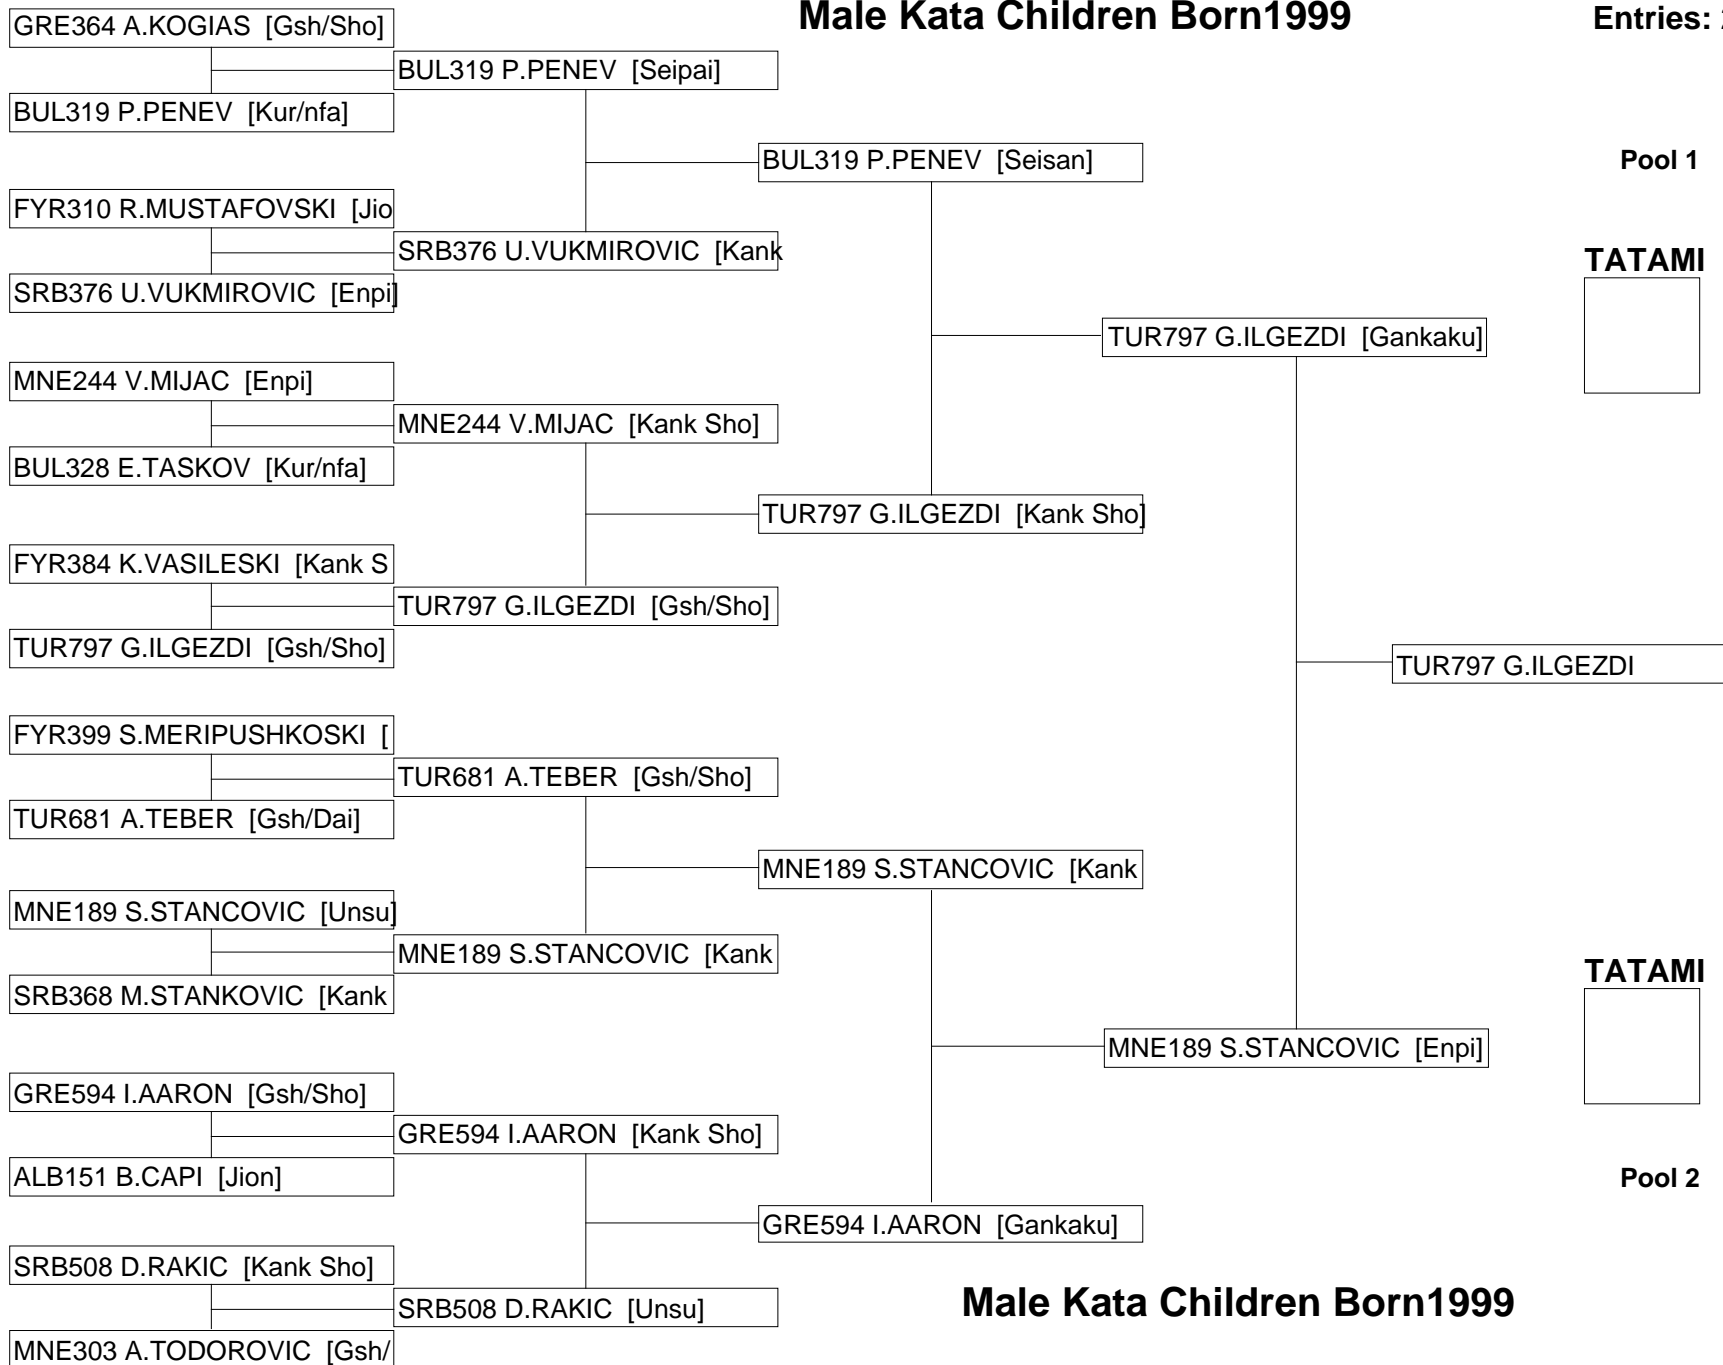 Male Kata Children Born1999
Entries:
GRE364 A.KOGIAS [Gsh/Sho]
BUL319 P.PENEV [Seipai]
BUL319 P.PENEV [Kur/nfa]
BUL319 P.PENEV [Seisan]
Pool 1
FYR310 R.MUSTAFOVSKI [Jio
SRB376 U.VUKMIROVIC [Kank
TATAMI
SRB376 U.VUKMIROVIC [Enpi]
TUR797 G.ILGEZDI [Gankaku]
MNE244 V.MIJAC [Enpi]
MNE244 V.MIJAC [Kank Sho]
BUL328 E.TASKOV [Kur/nfa]
TUR797 G.ILGEZDI [Kank Sho]
FYR384 K.VASILESKI [Kank S
TUR797 G.ILGEZDI [Gsh/Sho]
TUR797 G.ILGEZDI [Gsh/Sho]
TUR797 G.ILGEZDI
FYR399 S.MERIPUSHKOSKI [
TUR681 A.TEBER [Gsh/Sho]
TUR681 A.TEBER [Gsh/Dai]
MNE189 S.STANCOVIC [Kank
MNE189 S.STANCOVIC [Unsu]
MNE189 S.STANCOVIC [Kank
TATAMI
SRB368 M.STANKOVIC [Kank
MNE189 S.STANCOVIC [Enpi]
GRE594 I.AARON [Gsh/Sho]
GRE594 I.AARON [Kank Sho]
ALB151 B.CAPI [Jion]
Pool 2
GRE594 I.AARON [Gankaku]
SRB508 D.RAKIC [Kank Sho]
SRB508 D.RAKIC [Unsu]
Male Kata Children Born1999
MNE303 A.TODOROVIC [Gsh/